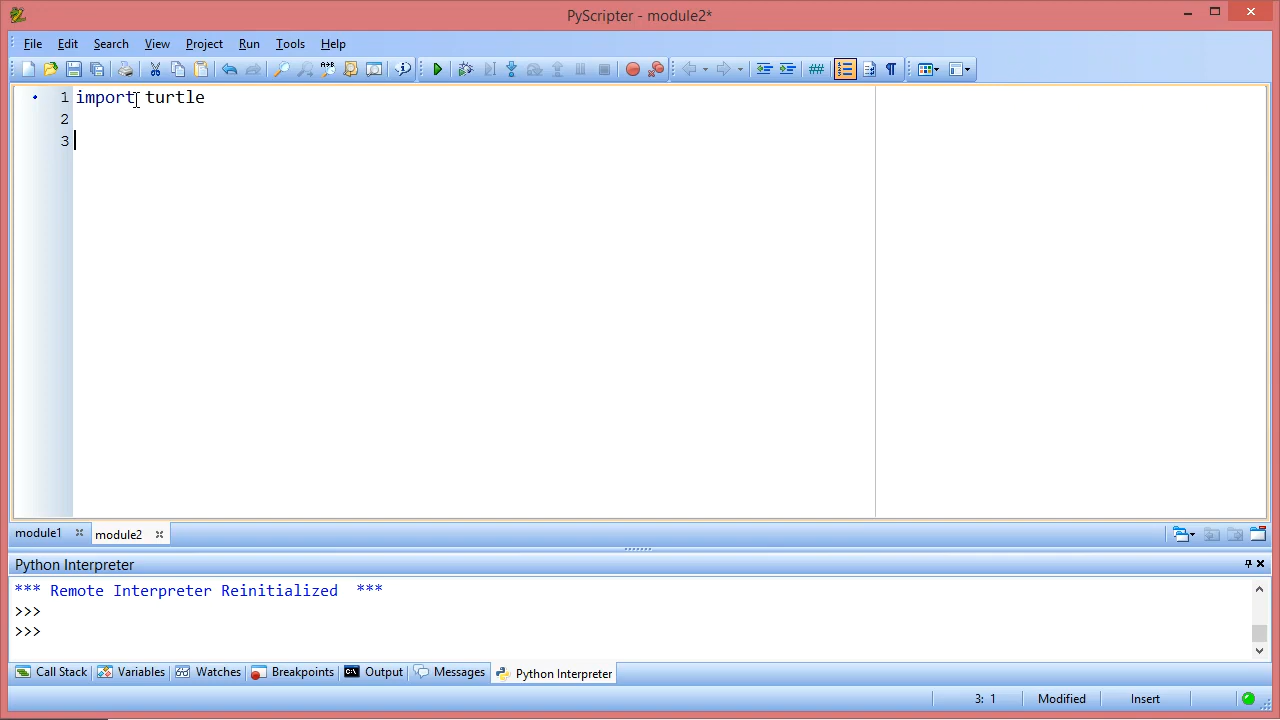 PyScripter - module2*
File Edit Search View Project Run Tools Help
1 import turtle
2
3
module1 module2
Python Interpreter
*** Remote Interpreter Reinitialized ***
>>>
>>>
Call Stack Variables Watches Breakpoints Output Messages Python Interpreter
3: 1 Modified Insert